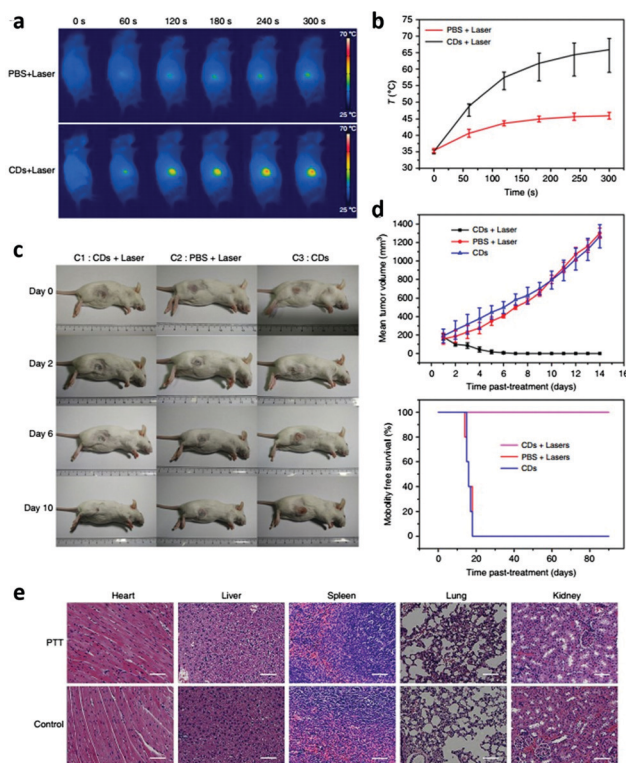 a
0 s 60 s 120 s 180 s 240 s 300 s
PBS+Laser
70 °C
25 °C
CDs+Laser
70 °C
25 °C
b
75
70
65
60
55
50
45
40
35
30
T (°C)
PBS + Laser
CDs + Laser
0 50 100 150 200 250 300
Time (s)
c
C1 : CDs + Laser C2 : PBS + Laser C3 : CDs
Day 0
Day 2
Day 6
Day 10
d
1400
1200
1000
800
600
400
200
0
Mean tumor volume (mm³)
CDs + Laser
PBS + Laser
CDs
0 2 4 6 8 10 12 14 16
Time past-treatment (days)
100
80
60
40
20
0
Mobility free survival (%)
CDs + Lasers
PBS + Lasers
CDs
0 20 40 60 80
Time past-treatment (days)
e
Heart Liver Spleen Lung Kidney
PTT
Control